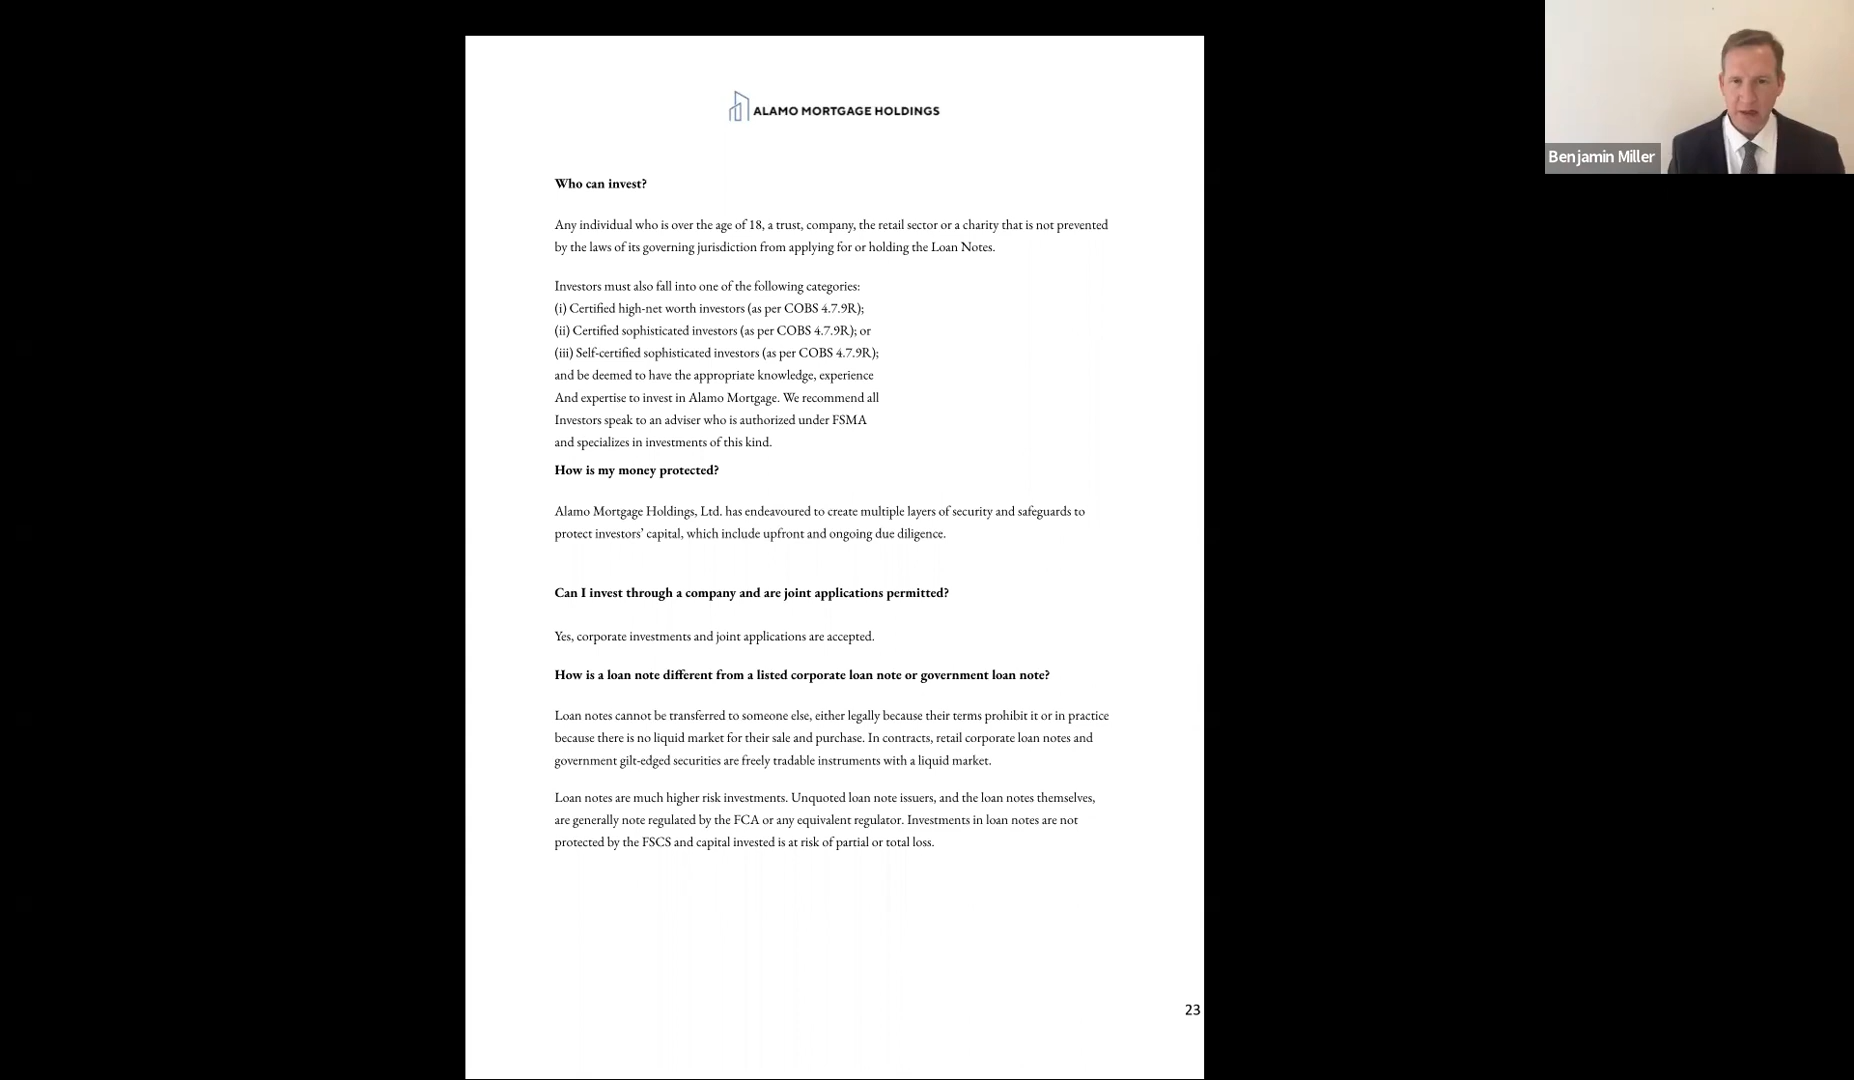 ALAMO MORTGAGE HOLDINGS
Benjamin Miller
Who can invest?
Any individual who is over the age of 18, a trust, company, the retail sector or a charity that is not prevented
by the laws of its governing jurisdiction from applying for or holding the Loan Notes.
Investors must also fall into one of the following categories:
(i) Certified high-net worth investors (as per COBS 4.7.9R);
(ii) Certified sophisticated investors (as per COBS 4.7.9R); or
(iii) Self-certified sophisticated investors (as per COBS 4.7.9R);
and be deemed to have the appropriate knowledge, experience
And expertise to invest in Alamo Mortgage. We recommend all
Investors speak to an adviser who is authorized under FSMA
and specializes in investments of this kind.
How is my money protected?
Alamo Mortgage Holdings, Ltd. has endeavoured to create multiple layers of security and safeguards to
protect investors’ capital, which include upfront and ongoing due diligence.
Can I invest through a company and are joint applications permitted?
Yes, corporate investments and joint applications are accepted.
How is a loan note different from a listed corporate loan note or government loan note?
Loan notes cannot be transferred to someone else, either legally because their terms prohibit it or in practice
because there is no liquid market for their sale and purchase. In contracts, retail corporate loan notes and
government gilt-edged securities are freely tradable instruments with a liquid market.
Loan notes are much higher risk investments. Unquoted loan note issuers, and the loan notes themselves,
are generally note regulated by the FCA or any equivalent regulator. Investments in loan notes are not
protected by the FSCS and capital invested is at risk of partial or total loss.
23